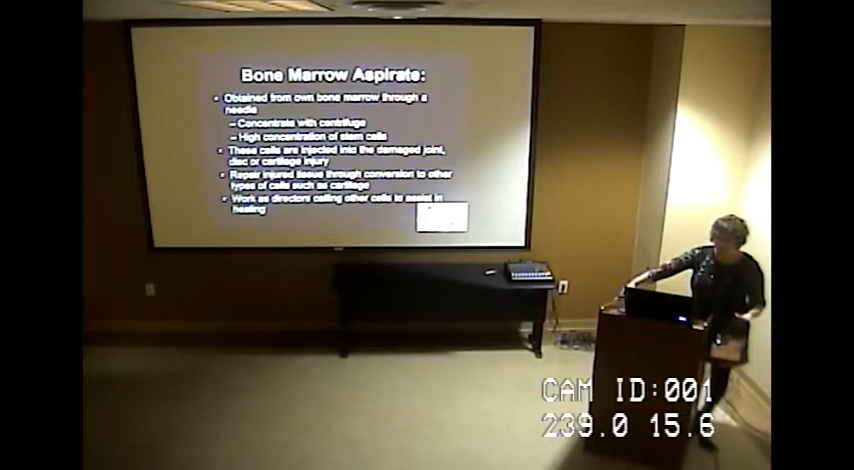 Bone Marrow Aspirate:
• Obtained from own bone marrow through a
needle
– Concentrate with centrifuge
– High concentration of stem cells
• These cells are injected into the damaged joint,
disc or cartilage injury
• Repair injured tissue through conversion to other
types of cells such as cartilage
• Work as directors calling other cells to assist in
healing
CAM ID:001
239.0 15.6